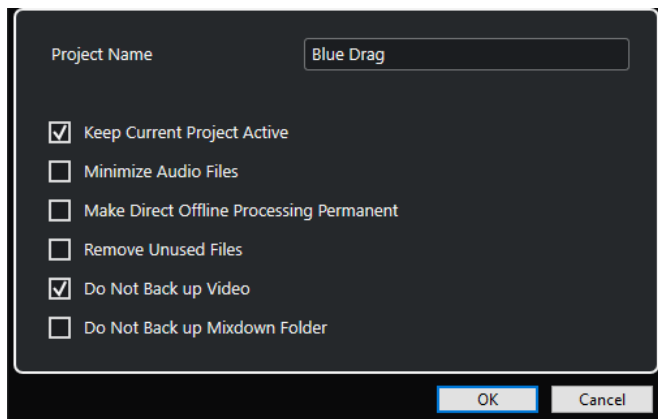 Project Name
Blue Drag
Keep Current Project Active
Minimize Audio Files
Make Direct Offline Processing Permanent
Remove Unused Files
Do Not Back up Video
Do Not Back up Mixdown Folder
OK
Cancel